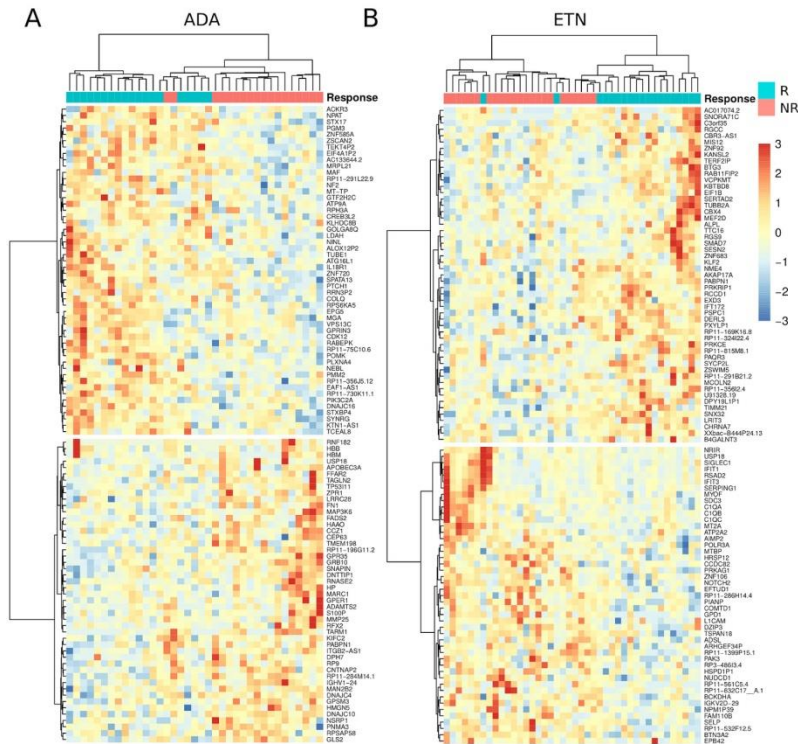 A
ADA
Response
ACKR3
NPAT
STX17
PGM3
ZNF585A
ZSCAN2
TEKT4P2
EIF4A1P2
AC133644.2
MRPL21
MAF
RP11-291L22.9
NF2
MT-TP
GTF2H2C
ATP9A
RPH3A
CREB3L2
KLHDC8B
GOLGA8Q
LDAH
NINL
ALOX12P2
TUBE1
ATG16L1
IL18R1
ZNF720
SPATA13
PTCH1
RRN3P2
COLQ
RPS6KA5
EPG5
MGA
VPS13C
GPRIN3
CDK12
RABEPK
RP11-75C10.6
POMK
PLXNA4
NEBL
PMM2
RP11-356J5.12
EAF1-AS1
RP11-730K11.1
PIK3C2A
DNAJC16
STXBP4
SYNRG
KTN1-AS1
TCEAL8
RNF182
HBB
HBM
USP18
APOBEC3A
FFAR2
TAGLN2
TP53I11
ZPR1
LRRC28
FN1
MAP3K6
FADS2
HAAO
CCZ1
CEP63
TMEM198
RP11-196G11.2
GPR35
GRB10
SNAPIN
DNTTIP1
RNASE2
HP
MARC1
GPER1
ADAMTS2
S100P
MMP25
RFX2
TARM1
KIFC2
PABPN1
ITGB2-AS1
DPH7
RP9
CNTNAP2
RP11-284M14.1
IGHV1-24
MAN2B2
DNAJC4
GPSM3
HMGN5
DNAJC10
NSRP1
PNMA3
RPSAP58
GLS2
B
ETN
Response
AC017074.2
SNORA71C
C3orf35
RGCC
CBR3-AS1
MIS12
ZNF92
KANSL2
TERF2IP
BTG3
RAB11FIP2
VCPKMT
KBTBD8
EIF1B
SERTAD2
TUBB2A
CBX4
MEF2D
ALPL
TTC16
RGS9
SMAD7
SESN2
ZNF683
KLF2
NME4
AKAP17A
PABPN1
PRKRIP1
RCCD1
EXD3
IFT172
PSPC1
DERL3
PXYLP1
RP11-169K16.8
RP11-324I22.4
PRKCE
RP11-815M8.1
PAQR3
SYCP2L
ZSWIM5
RP11-291B21.2
MCOLN2
RP11-356I2.4
U91328.19
DPY19L1P1
TIMM21
SNX32
LRIT3
CHRNA7
XXbac-B444P24.13
B4GALNT3
NRIR
USP18
SIGLEC1
IFIT1
RSAD2
IFIT3
SERPING1
MYOF
SDC3
C1QA
C1QB
C1QC
MT2A
ATP2A2
AIMP2
POLR3A
MTBP
HRSP12
CCDC82
PRKAG1
ZNF106
NOTCH2
EFTUD1
RP11-286H14.4
PIANP
COMTD1
GPD1
L1CAM
DZIP3
TSPAN18
ADSL
ARHGEF34P
RP11-1399P15.1
PAK3
RP3-486I3.4
HSPD1P1
NUDCD1
RP11-561C5.4
RP11-632C17__A.1
BCKDHA
IGKV2D-29
NPM1P39
FAM110B
SELP
RP11-532F12.5
BTN3A2
EPB42
R
NR
3
2
1
0
-1
-2
-3